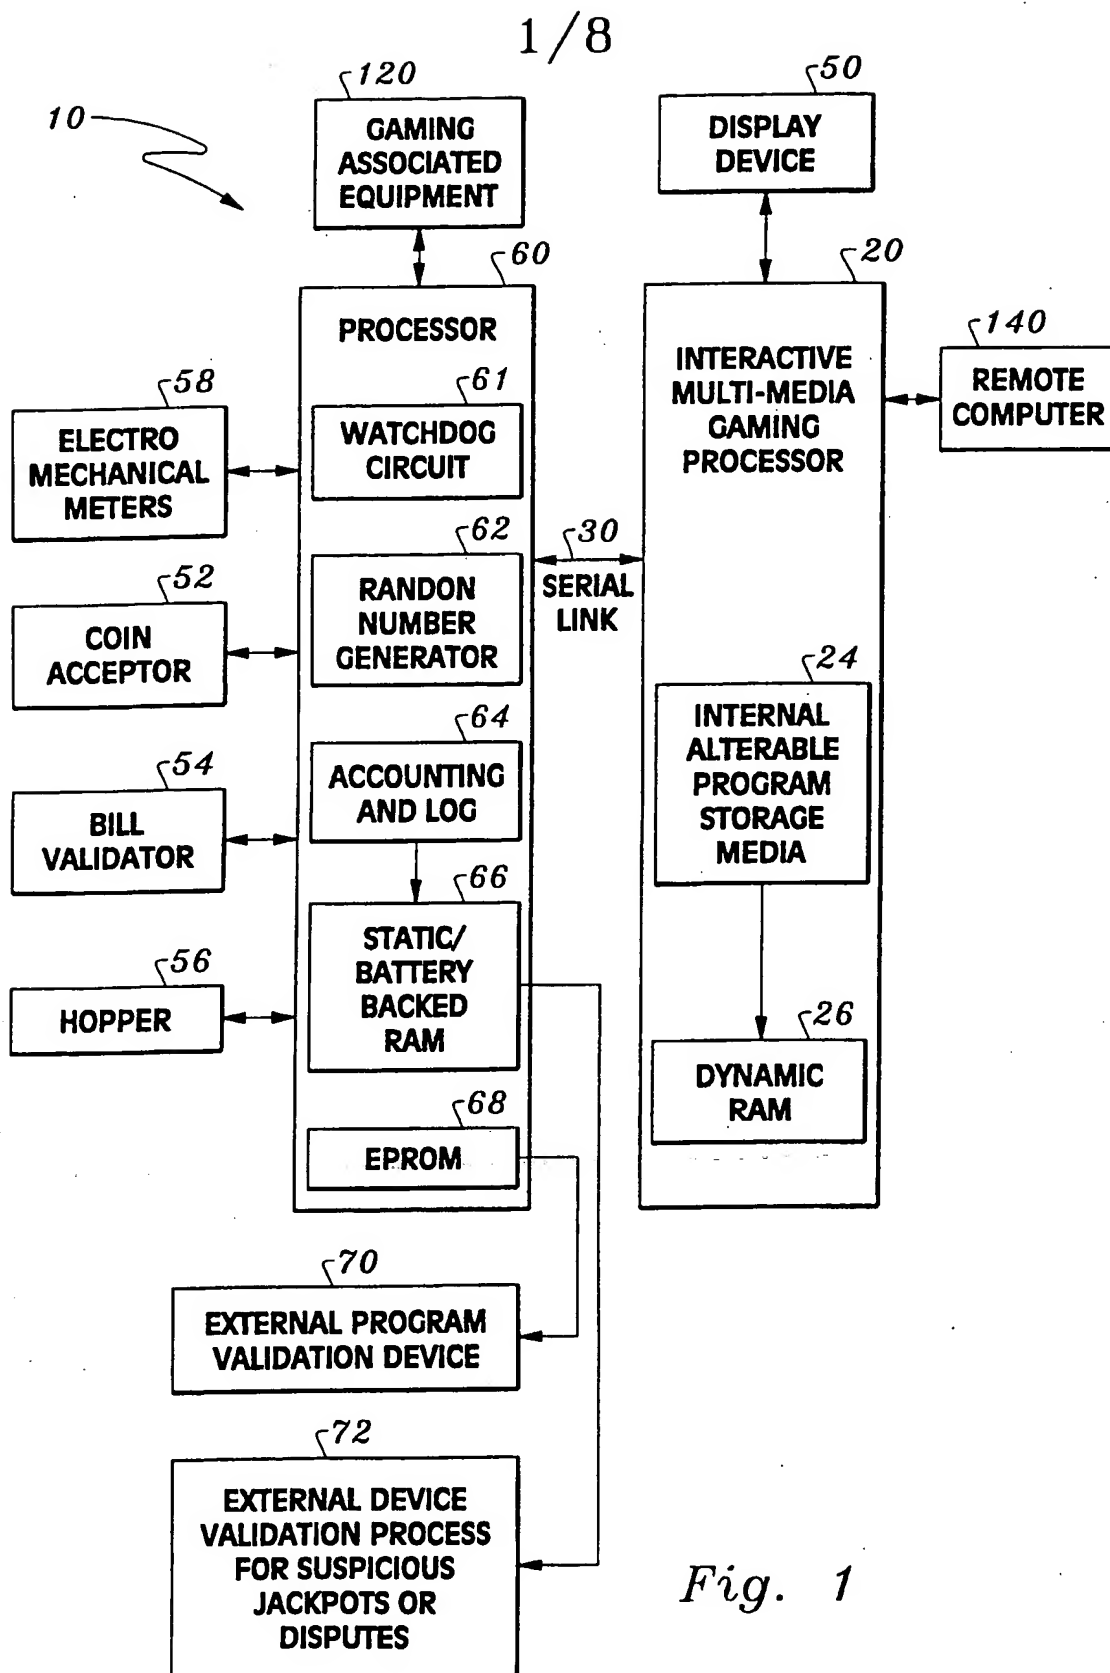 1/8
10
120
GAMING
ASSOCIATED
EQUIPMENT
50
DISPLAY
DEVICE
60
PROCESSOR
20
INTERACTIVE
MULTI-MEDIA
GAMING
PROCESSOR
140
REMOTE
COMPUTER
58
ELECTRO
MECHANICAL
METERS
61
WATCHDOG
CIRCUIT
62
RANDON
NUMBER
GENERATOR
30
SERIAL
LINK
52
COIN
ACCEPTOR
24
INTERNAL
ALTERABLE
PROGRAM
STORAGE
MEDIA
64
ACCOUNTING
AND LOG
54
BILL
VALIDATOR
66
STATIC/
BATTERY
BACKED
RAM
56
HOPPER
26
DYNAMIC
RAM
68
EPROM
70
EXTERNAL PROGRAM
VALIDATION DEVICE
72
EXTERNAL DEVICE
VALIDATION PROCESS
FOR SUSPICIOUS
JACKPOTS OR
DISPUTES
Fig. 1